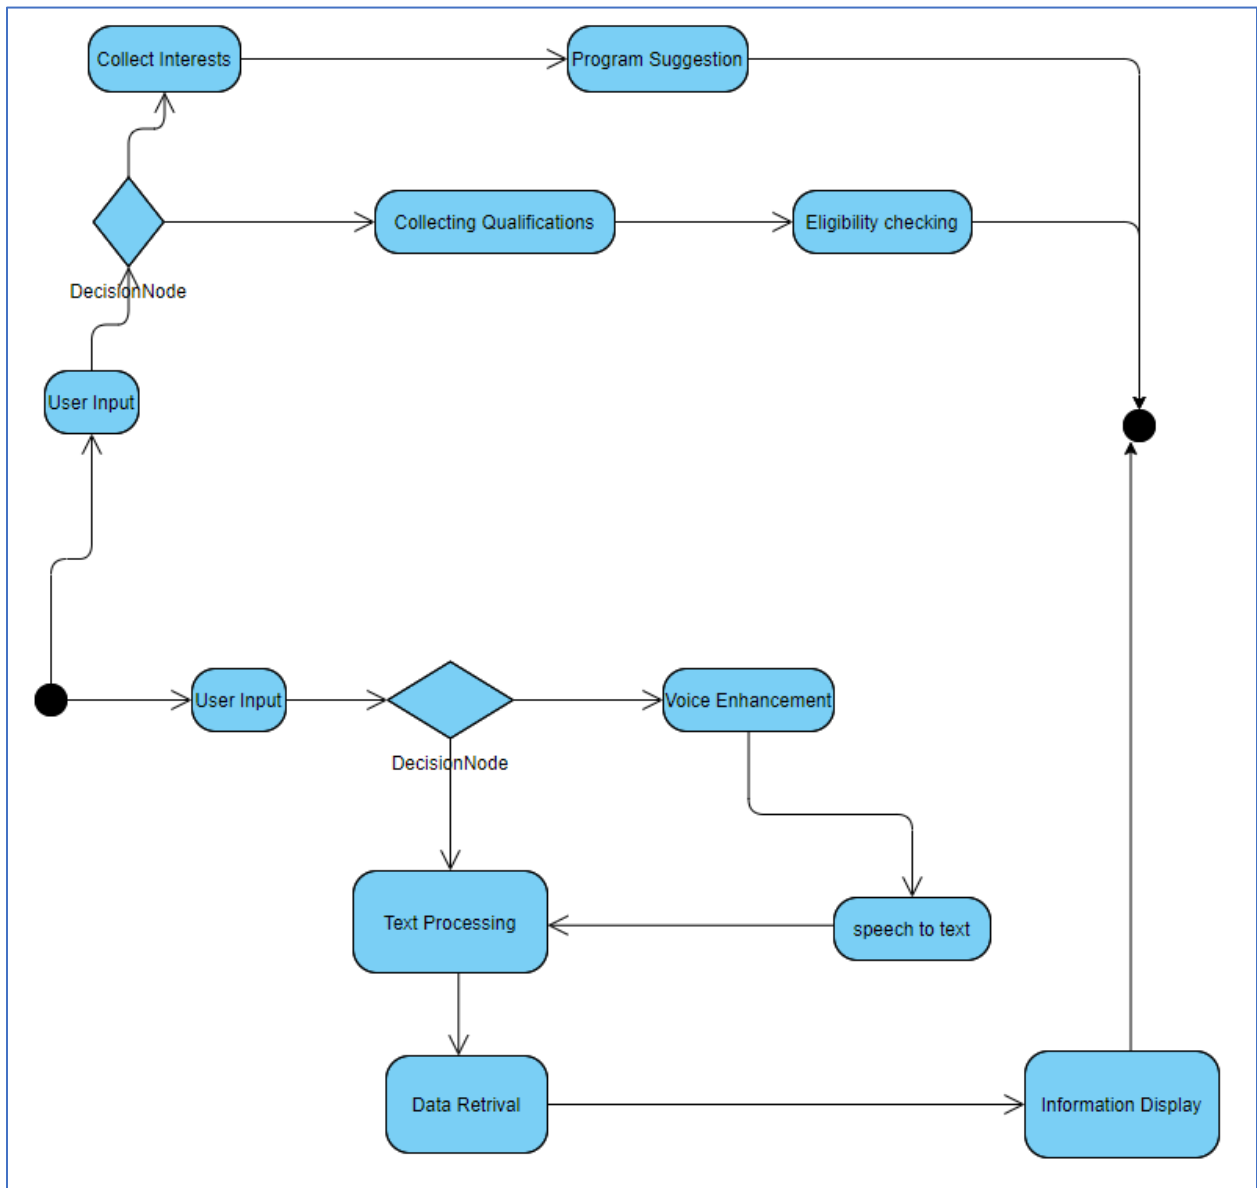 Collect Interests
Program Suggestion
Collecting Qualifications
Eligibility checking
DecisionNode
User Input
User Input
Voice Enhancement
DecisionNode
Text Processing
speech to text
Data Retrival
Information Display